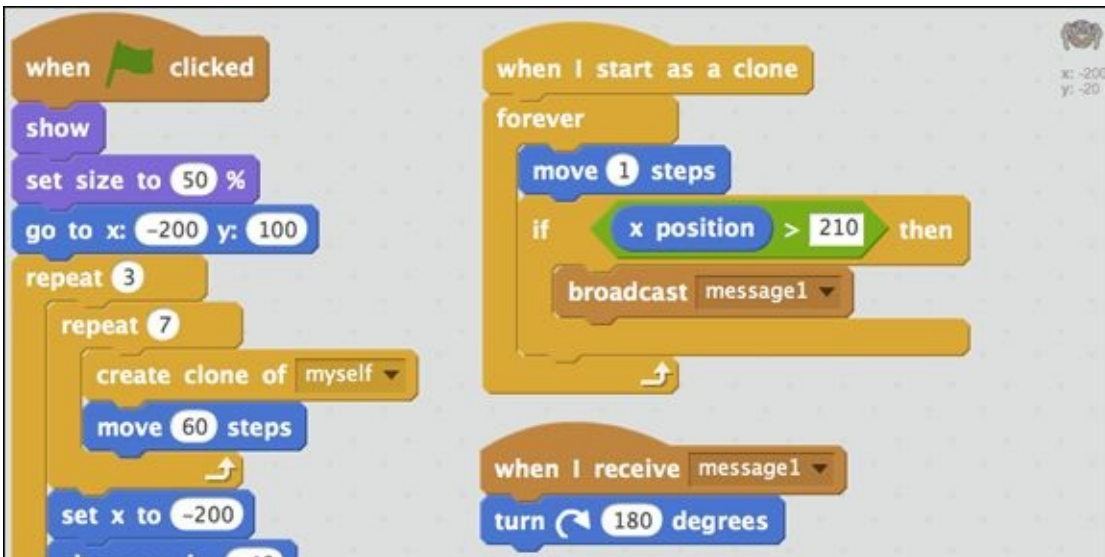 when clicked
show
set size to 50 %
go to x: -200 y: 100
repeat 3
repeat 7
create clone of myself
move 60 steps
set x to -200
when I start as a clone
forever
move 1 steps
if x position > 210 then
broadcast message1
when I receive message1
turn 180 degrees
x: -200
y: -20